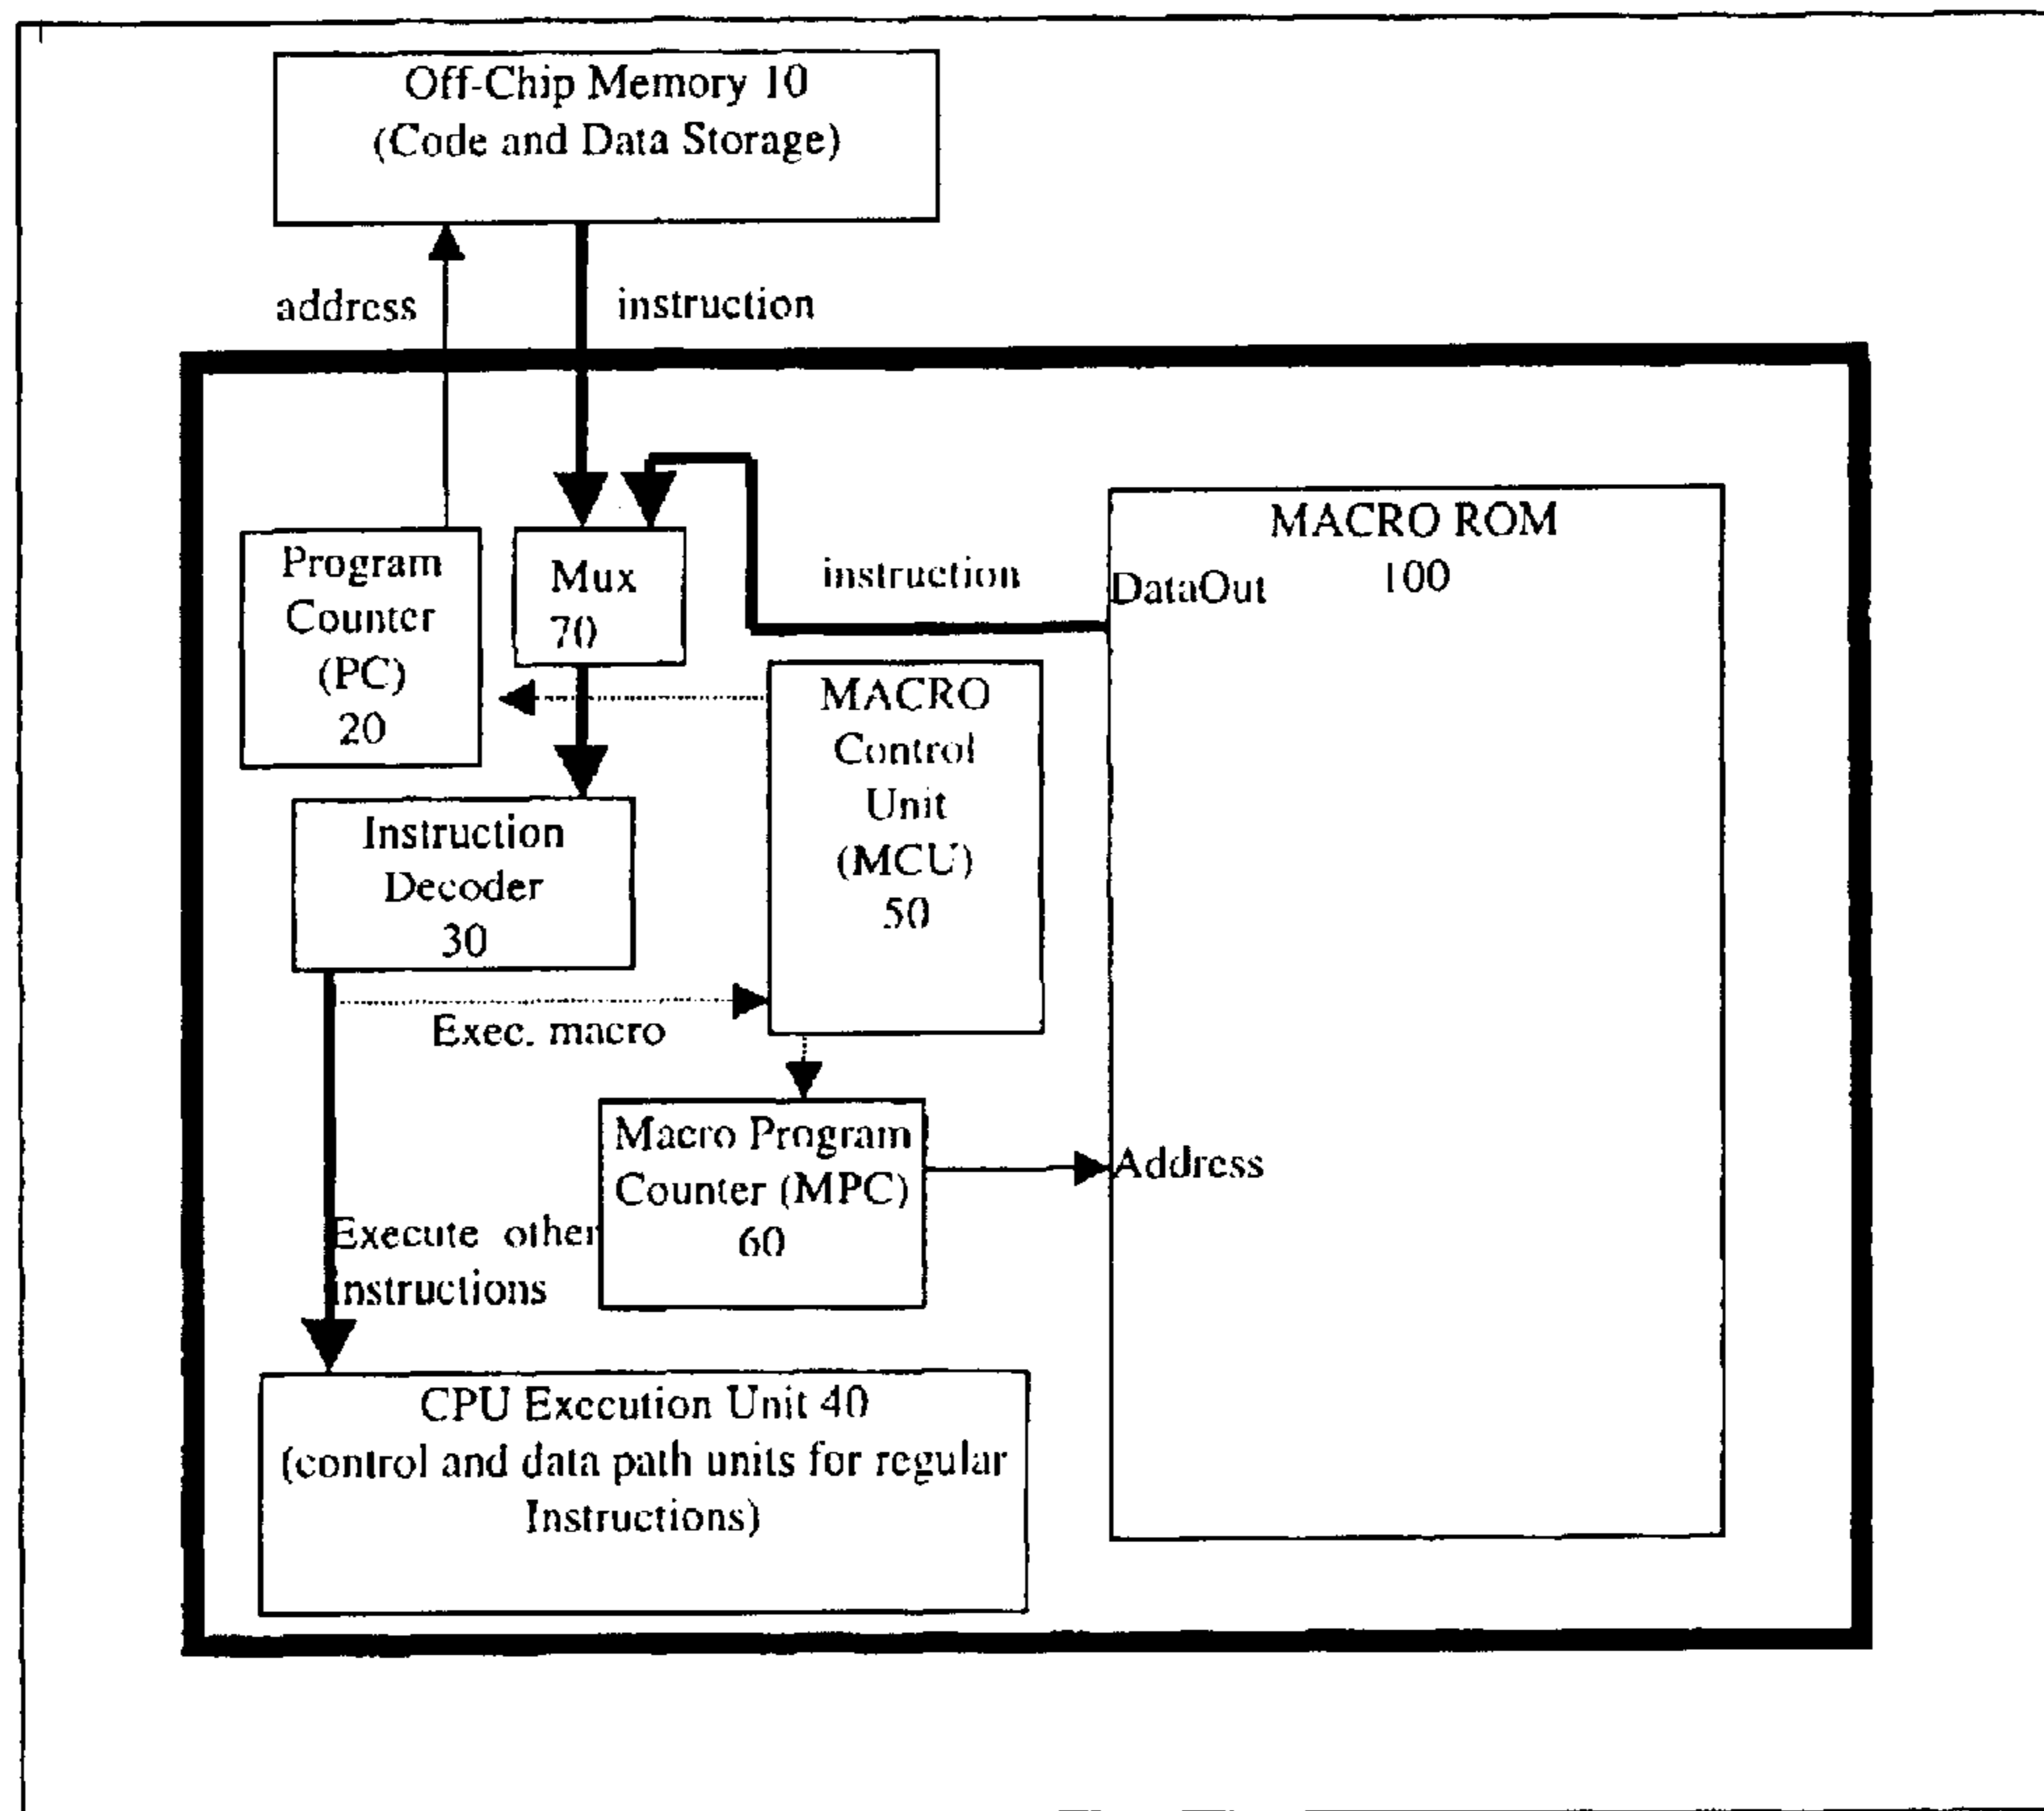 Off-Chip Memory 10
(Code and Data Storage)
address
instruction
Program
Counter
(PC)
20
Mux
70
instruction
MACRO ROM
100
DataOut
MACRO
Control
Unit
(MCU)
50
Instruction
Decoder
30
Exec. macro
Macro Program
Counter (MPC)
60
Address
Execute other
instructions
CPU Execution Unit 40
(control and data path units for regular
Instructions)